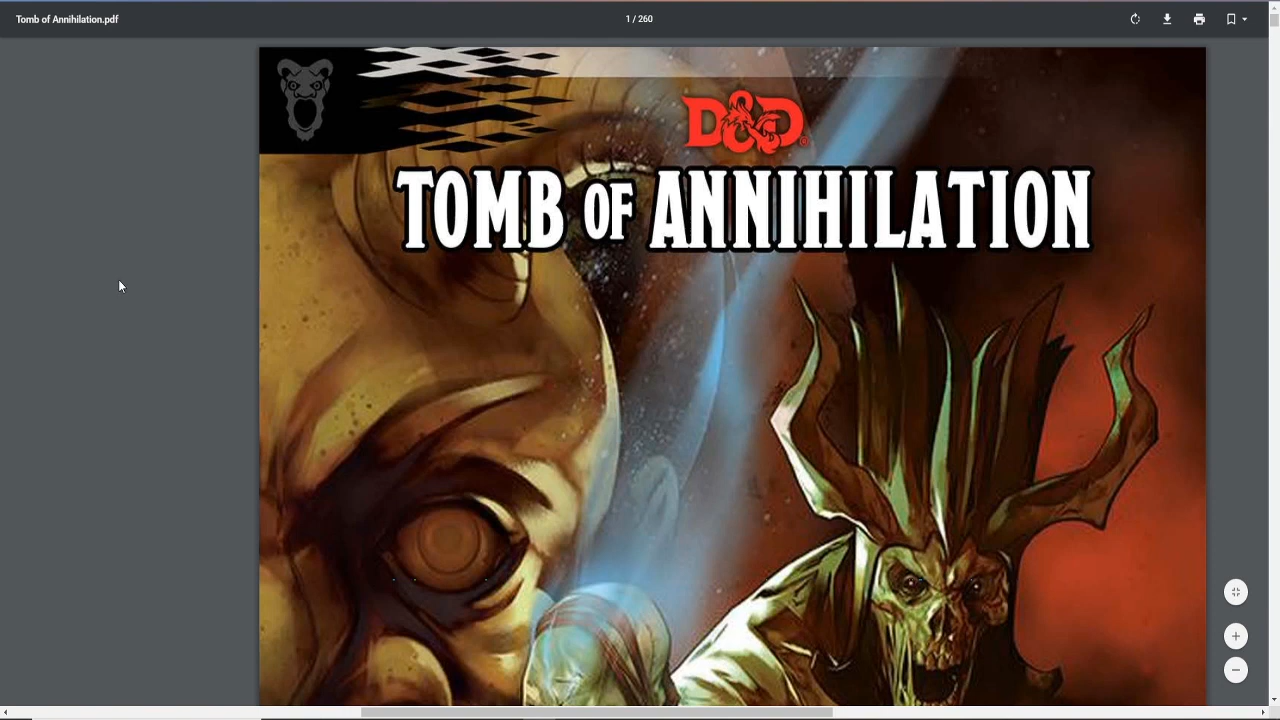 Tomb of Annihilation.pdf
1 / 260
D&D®
TOMB OF ANNIHILATION